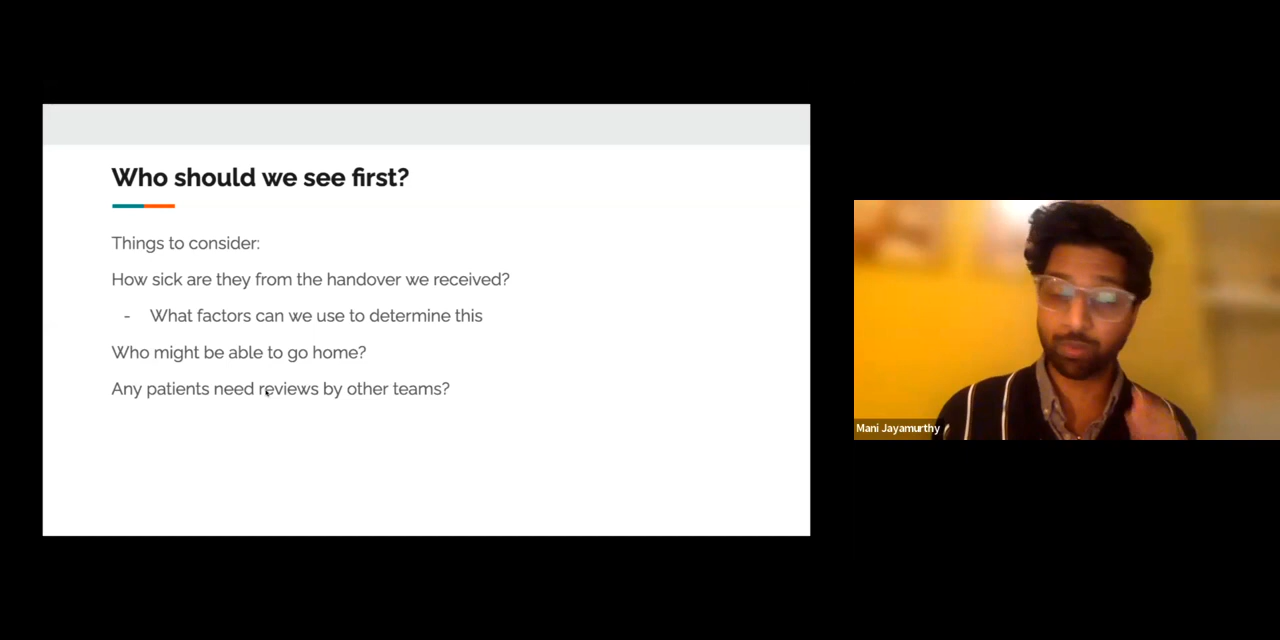 Who should we see first?
Things to consider:
How sick are they from the handover we received?
- What factors can we use to determine this
Who might be able to go home?
Any patients need reviews by other teams?
Mani Jayamurthy